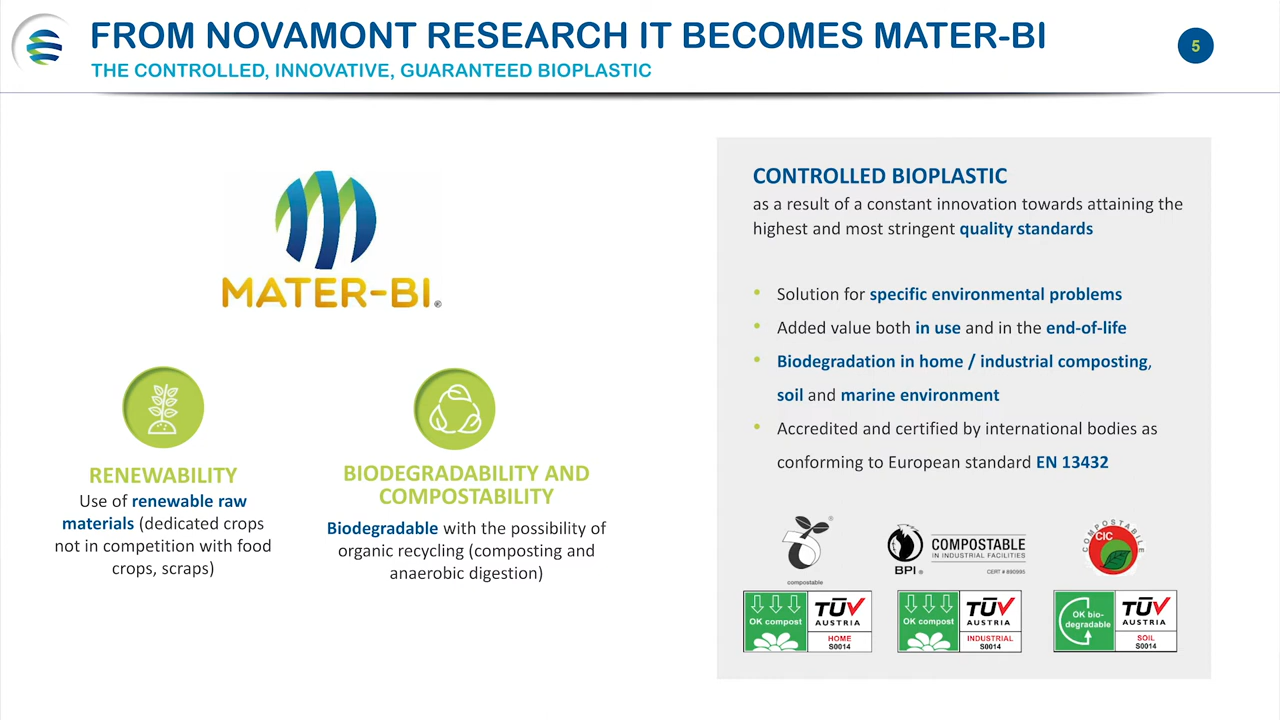 FROM NOVAMONT RESEARCH IT BECOMES MATER-BI
THE CONTROLLED, INNOVATIVE, GUARANTEED BIOPLASTIC
5
MATER-BI®
RENEWABILITY
Use of renewable raw
materials (dedicated crops
not in competition with food
crops, scraps)
BIODEGRADABILITY AND
COMPOSTABILITY
Biodegradable with the possibility of
organic recycling (composting and
anaerobic digestion)
CONTROLLED BIOPLASTIC
as a result of a constant innovation towards attaining the
highest and most stringent quality standards
• Solution for specific environmental problems
• Added value both in use and in the end-of-life
• Biodegradation in home / industrial composting,
soil and marine environment
• Accredited and certified by international bodies as
conforming to European standard EN 13432
®
compostable
BPI®
COMPOSTABLE
IN INDUSTRIAL FACILITIES
CERT # 890995
COMPOSTABILE
CIC
OK compost
TÜV
AUSTRIA
HOME
S0014
OK compost
TÜV
AUSTRIA
INDUSTRIAL
S0014
OK bio-
degradable
TÜV
AUSTRIA
SOIL
S0014